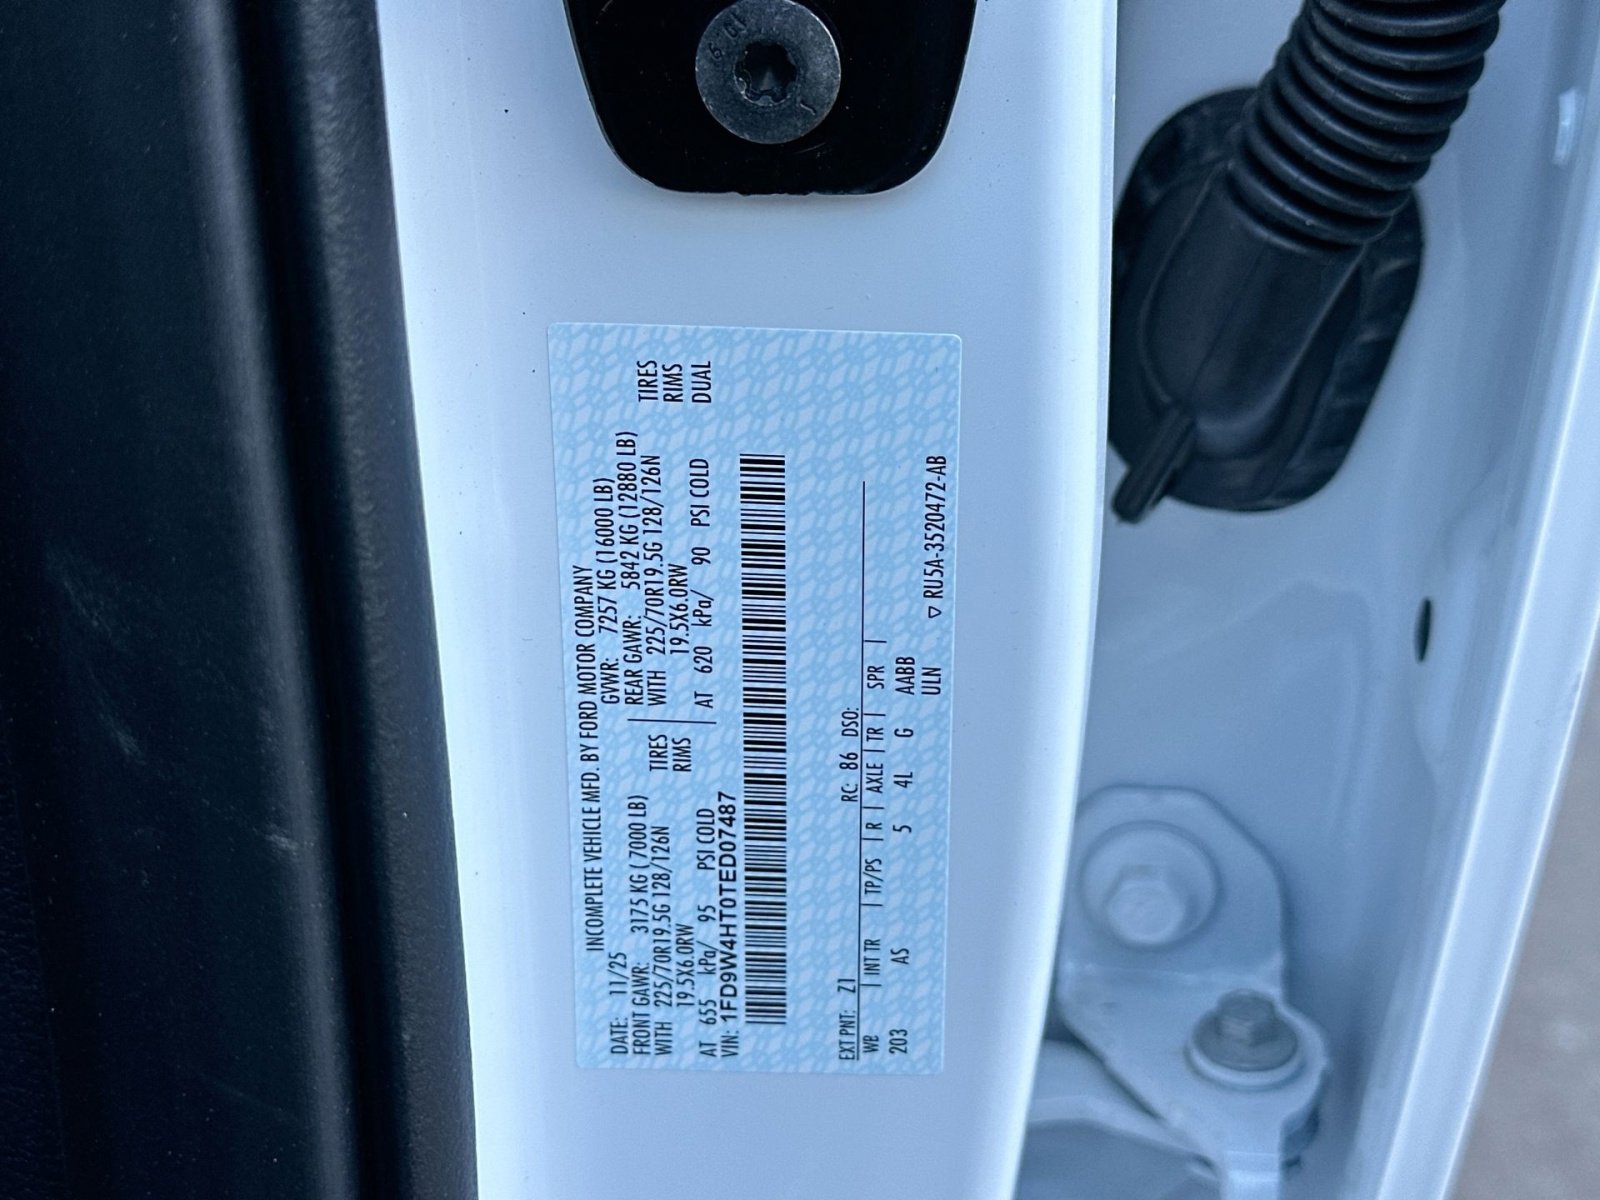 INCOMPLETE VEHICLE MFD. BY FORD MOTOR COMPANY
DATE: 11/25 GVWR: 7257 KG (16000 LB)
FRONT GAWR: 3175 KG ( 7000 LB) REAR GAWR: 5842 KG (12880 LB)
WITH 225/70R19.5G 128/126N TIRES WITH 225/70R19.5G 128/126N TIRES
19.5X6.0RW RIMS 19.5X6.0RW RIMS
AT 655 kPa/ 95 PSI COLD AT 620 kPa/ 90 PSI COLD DUAL
VIN: 1FD9W4HT0TED07487
EXT PNT: Z1 RC: 86 DSO:
WB INT TR TP/PS R AXLE TR SPR
203 AS 5 4L G AABB
ULN ▽ RU5A-3520472-AB